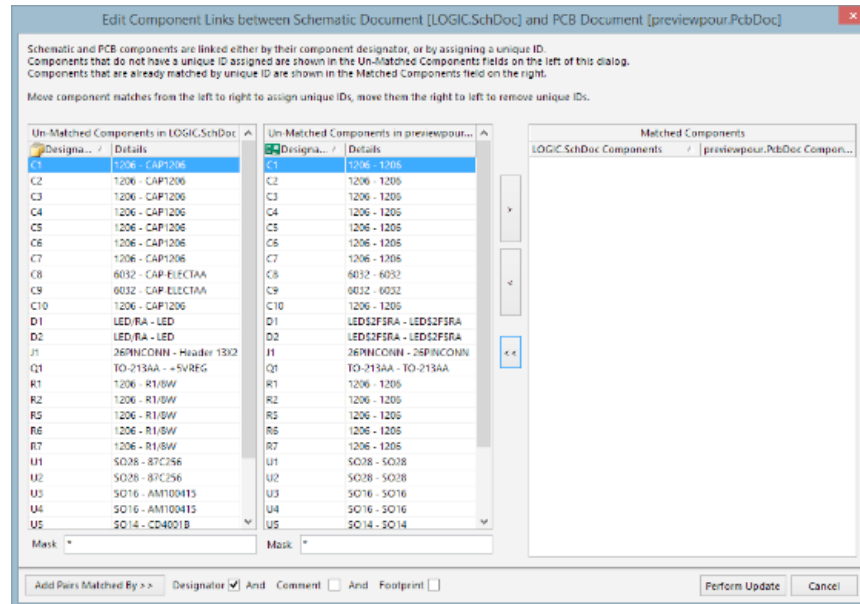 Edit Component Links between Schematic Document [LOGIC.SchDoc] and PCB Document [previewpour.PcbDoc]
Schematic and PCB components are linked either by their component designator, or by assigning a unique ID.
Components that do not have a unique ID assigned are shown in the Un-Matched Components fields on the left of this dialog.
Components that are already matched by unique ID are shown in the Matched Components field on the right.
Move component matches from the left to right to assign unique IDs, move them the right to left to remove unique IDs.
Un-Matched Components in LOGIC.SchDoc Un-Matched Components in previewpour... Matched Components
Designa... / Details Designa... / Details LOGIC.SchDoc Components / previewpour.PcbDoc Compon...
C1 1206 - CAP1206 C1 1206 - 1206
C2 1206 - CAP1206 C2 1206 - 1206
C3 1206 - CAP1206 C3 1206 - 1206
C4 1206 - CAP1206 C4 1206 - 1206
C5 1206 - CAP1206 C5 1206 - 1206
C6 1206 - CAP1206 C6 1206 - 1206
C7 1206 - CAP1206 C7 1206 - 1206
C8 6032 - CAP-ELECTAA C8 6032 - 6032
C9 6032 - CAP-ELECTAA C9 6032 - 6032
C10 1206 - CAP1206 C10 1206 - 1206
D1 LED/RA - LED D1 LED$2F$RA - LED$2F$RA
D2 LED/RA - LED D2 LED$2F$RA - LED$2F$RA
J1 26PINCONN - Header 13X2 J1 26PINCONN - 26PINCONN
Q1 TO-213AA - +5VREG Q1 TO-213AA - TO-213AA
R1 1206 - R1/8W R1 1206 - 1206
R2 1206 - R1/8W R2 1206 - 1206
R5 1206 - R1/8W R5 1206 - 1206
R6 1206 - R1/8W R6 1206 - 1206
R7 1206 - R1/8W R7 1206 - 1206
U1 SO28 - 87C256 U1 SO28 - SO28
U2 SO28 - 87C256 U2 SO28 - SO28
U3 SO16 - AM100415 U3 SO16 - SO16
U4 SO16 - AM100415 U4 SO16 - SO16
U5 SO14 - CD4001B U5 SO14 - SO14
Mask * Mask *
>
<
<<
Add Pairs Matched By >> Designator And Comment And Footprint Perform Update Cancel